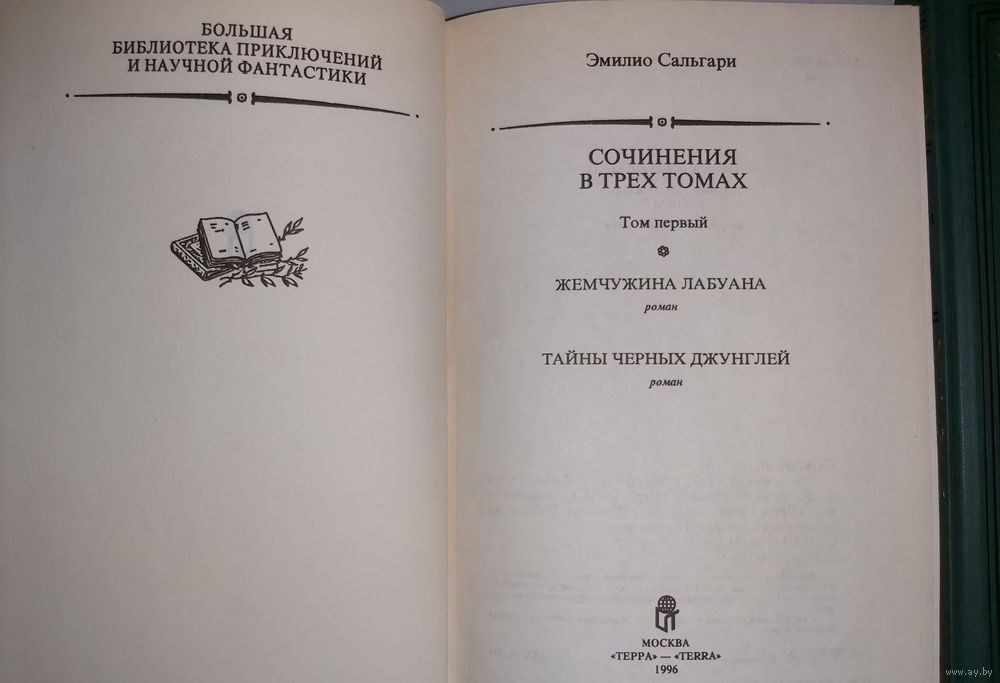 БОЛЬШАЯ
БИБЛИОТЕКА ПРИКЛЮЧЕНИЙ
И НАУЧНОЙ ФАНТАСТИКИ
Эмилио Сальгари
СОЧИНЕНИЯ
В ТРЕХ ТОМАХ
Том первый
ЖЕМЧУЖИНА ЛАБУАНА
роман
ТАЙНЫ ЧЕРНЫХ ДЖУНГЛЕЙ
роман
МОСКВА
«ТЕРРА» — «TERRA»
1996
www.ay.by